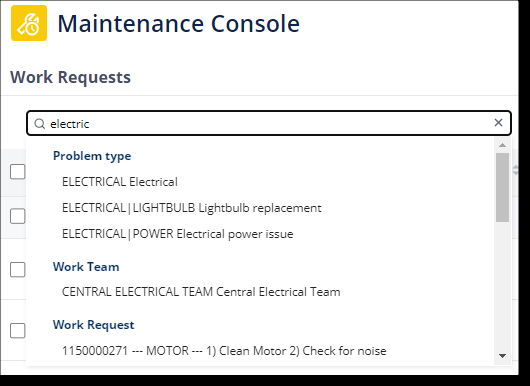 Maintenance Console
Work Requests
electric
Problem type
ELECTRICAL Electrical
ELECTRICAL|LIGHTBULB Lightbulb replacement
ELECTRICAL|POWER Electrical power issue
Work Team
CENTRAL ELECTRICAL TEAM Central Electrical Team
Work Request
1150000271 --- MOTOR --- 1) Clean Motor 2) Check for noise